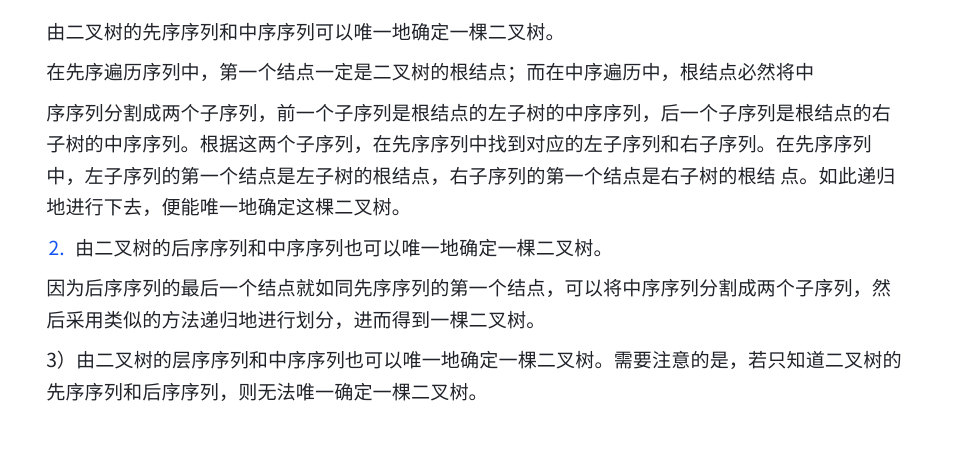 由二叉树的先序序列和中序序列可以唯一地确定一棵二叉树。
在先序遍历序列中，第一个结点一定是二叉树的根结点；而在中序遍历中，根结点必然将中
序序列分割成两个子序列，前一个子序列是根结点的左子树的中序序列，后一个子序列是根结点的右
子树的中序序列。根据这两个子序列，在先序序列中找到对应的左子序列和右子序列。在先序序列
中，左子序列的第一个结点是左子树的根结点，右子序列的第一个结点是右子树的根结 点。如此递归
地进行下去，便能唯一地确定这棵二叉树。
2. 由二叉树的后序序列和中序序列也可以唯一地确定一棵二叉树。
因为后序序列的最后一个结点就如同先序序列的第一个结点，可以将中序序列分割成两个子序列，然
后采用类似的方法递归地进行划分，进而得到一棵二叉树。
3）由二叉树的层序序列和中序序列也可以唯一地确定一棵二叉树。需要注意的是，若只知道二叉树的
先序序列和后序序列，则无法唯一确定一棵二叉树。